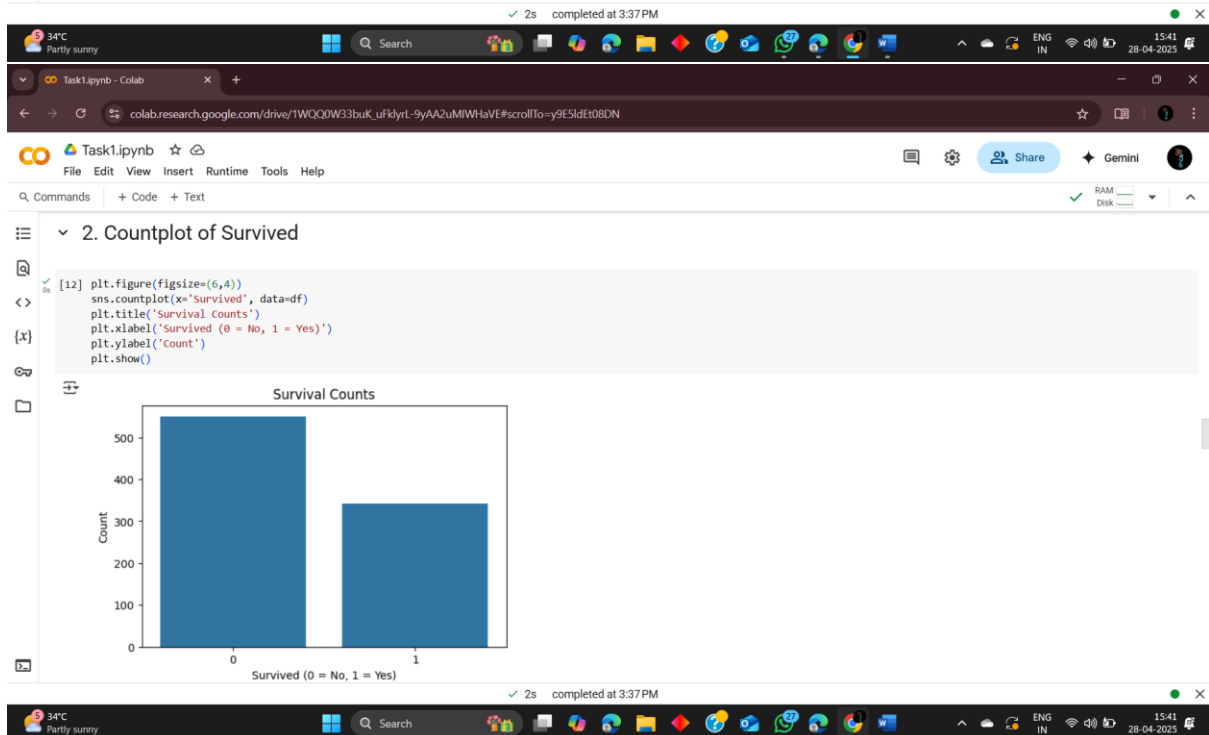 2s completed at 3:37 PM
5
34°C
Partly sunny
Search
27
ENG
IN
15:41
28-04-2025
Task1.ipynb - Colab
colab.research.google.com/drive/1WQQ0W33buK_uFklyrL-9yAA2uMIWHaVE#scrollTo=y9E5ldEt08DN
Task1.ipynb
File Edit View Insert Runtime Tools Help
Share
Gemini
Commands + Code + Text
RAM
Disk
2. Countplot of Survived
0s
[12] plt.figure(figsize=(6,4))
sns.countplot(x='Survived', data=df)
plt.title('Survival Counts')
plt.xlabel('Survived (0 = No, 1 = Yes)')
plt.ylabel('Count')
plt.show()
{x}
Survival Counts
500
400
300
200
100
0
Count
0 1
Survived (0 = No, 1 = Yes)
2s completed at 3:37 PM
5
34°C
Partly sunny
Search
27
ENG
IN
15:41
28-04-2025